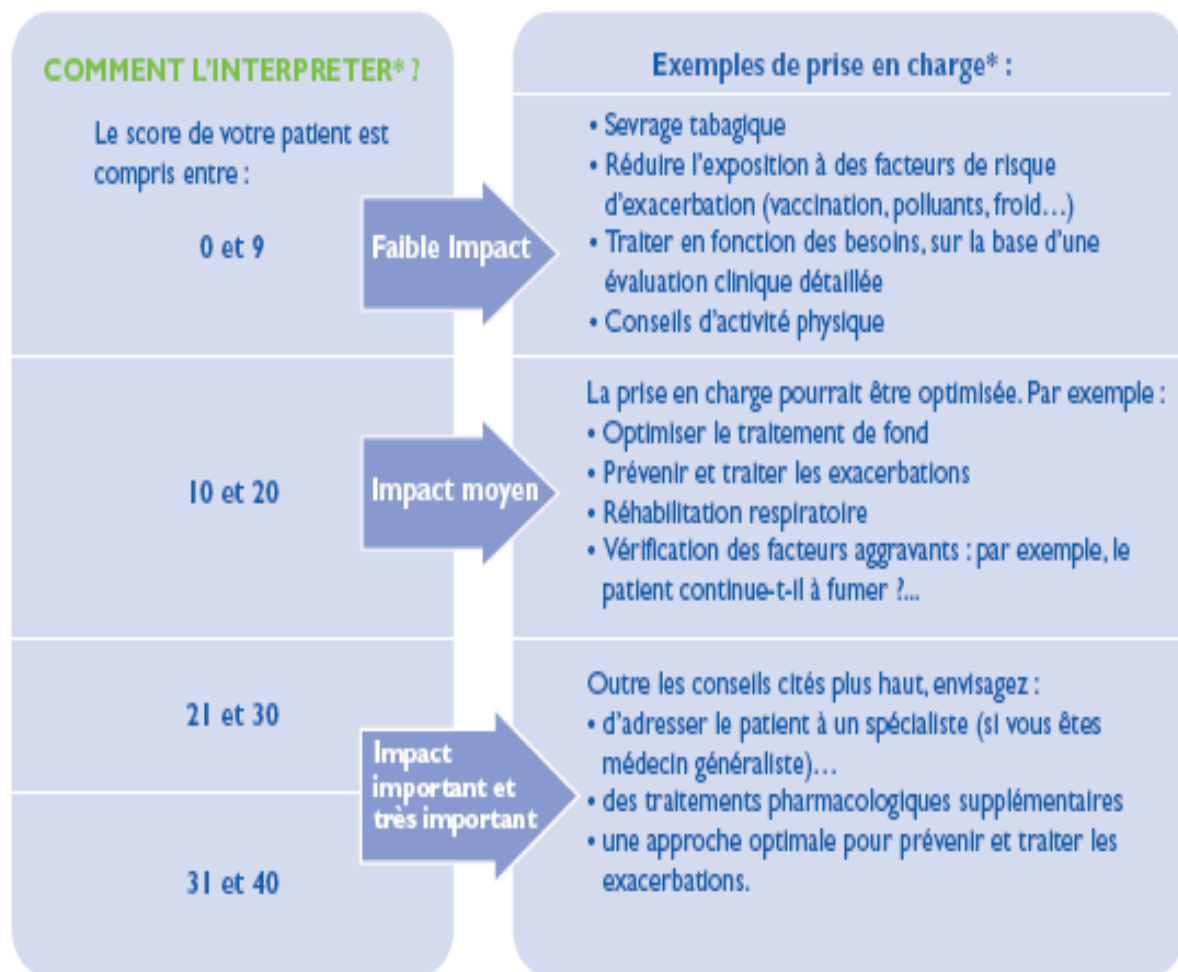 COMMENT L'INTERPRETER* ?
Le score de votre patient est
compris entre :
0 et 9
Faible Impact
Exemples de prise en charge* :
• Sevrage tabagique
• Réduire l'exposition à des facteurs de risque
d'exacerbation (vaccination, polluants, froid…)
• Traiter en fonction des besoins, sur la base d'une
évaluation clinique détaillée
• Conseils d'activité physique
10 et 20
Impact moyen
La prise en charge pourrait être optimisée. Par exemple :
• Optimiser le traitement de fond
• Prévenir et traiter les exacerbations
• Réhabilitation respiratoire
• Vérification des facteurs aggravants : par exemple, le
patient continue-t-il à fumer ?...
21 et 30
31 et 40
Impact
important et
très important
Outre les conseils cités plus haut, envisagez :
• d'adresser le patient à un spécialiste (si vous êtes
médecin généraliste)…
• des traitements pharmacologiques supplémentaires
• une approche optimale pour prévenir et traiter les
exacerbations.